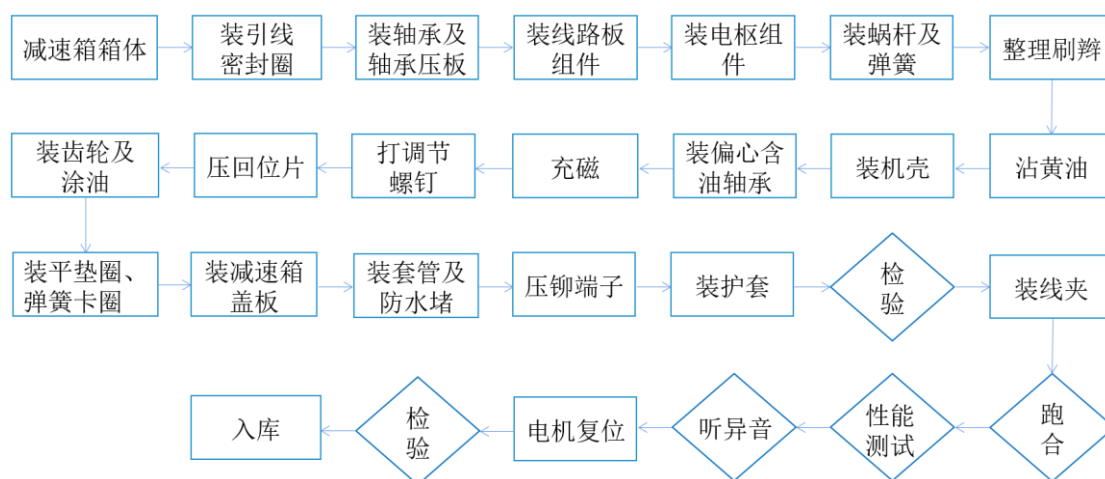 减速箱箱体
装引线
密封圈
装轴承及
轴承压板
装线路板
组件
装电枢组
件
装蜗杆及
弹簧
整理刷辫
沾黄油
装机壳
装偏心含
油轴承
充磁
打调节
螺钉
压回位片
装齿轮及
涂油
装平垫圈、
弹簧卡圈
装减速箱
盖板
装套管及
防水堵
压铆端子
装护套
检
验
装线夹
跑
合
性能
测试
听异音
电机复位
检
验
入库